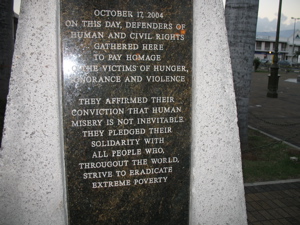 OCTOBER 17, 2004
ON THIS DAY, DEFENDERS OF
HUMAN AND CIVIL RIGHTS
GATHERED HERE
TO PAY HOMAGE
THE VICTIMS OF HUNGER,
IGNORANCE AND VIOLENCE
THEY AFFIRMED THEIR
CONVICTION THAT HUMAN
MISERY IS NOT INEVITABLE
THEY PLEDGED THEIR
SOLIDARITY WITH
ALL PEOPLE WHO,
THROUGOUT THE WORLD,
STRIVE TO ERADICATE
EXTREME POVERTY